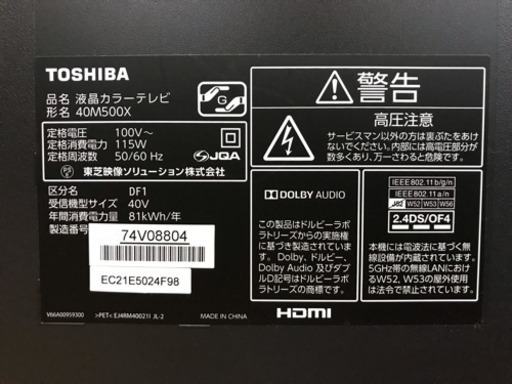 TOSHIBA
品名 液晶カラーテレビ
形名 40M500X
定格電圧 100V～
定格消費電力 115W
定格周波数 50/60 Hz
JQA
東芝映像ソリューション株式会社
区分名 DF1
受信機型サイズ 40V
年間消費電力量 81kWh/年
製造番号
74V08804
EC21E5024F98
V66A00959300
>PET< EJ4RM40021I JL-2
MADE IN CHINA
警告
高圧注意
サービスマン以外の方は裏ぶたをあけ
ないでください。内部には高電圧部分が
数多くあり、万一さわると危険です。
DOLBY AUDIO
この製品はドルビーラボ
ラトリーズからの実施権
に基づき製造されていま
す。Dolby、ドルビー、
Dolby Audio 及びダブル
D記号はドルビーラボラ
トリーズの商標です。
IEEE802.11b/g/n
IEEE802.11a/n
J52 W52 W53 W56
2.4DS/OF4
本機には電波法に基づく無
線設備が内蔵されています。
5GHz帯の無線LANにおけ
るW52, W53の屋外使用
は法令で禁止されています。
HDMI